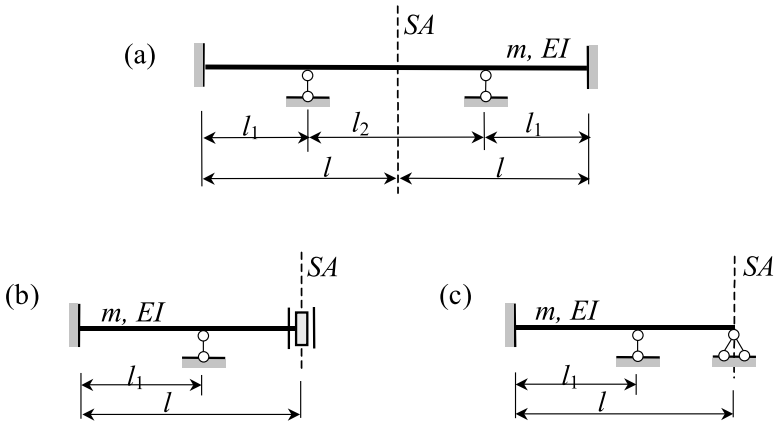 SA
(a)
m, EI
l₁ l₂ l₁
l l
(b) SA
m, EI
l₁
l
(c) SA
m, EI
l₁
l